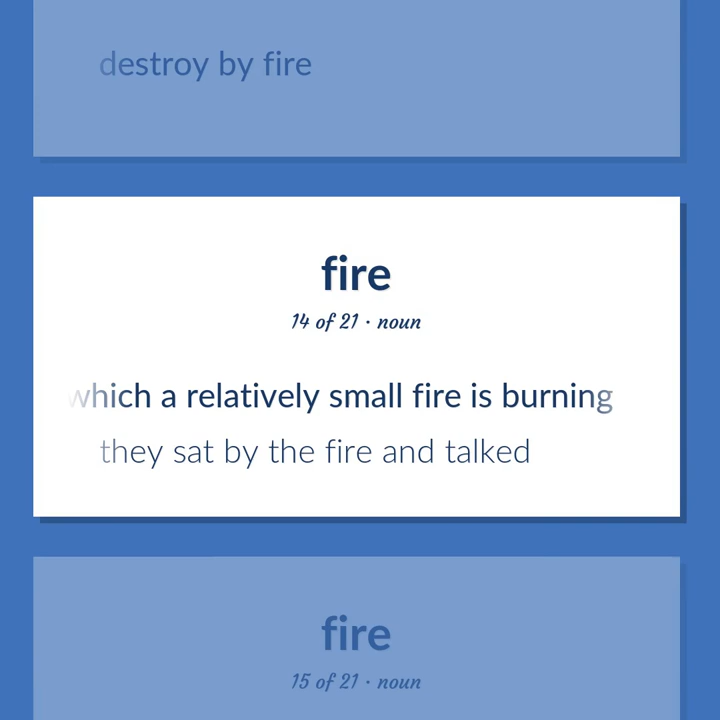 destroy by fire
fire
14 of 21 · noun
which a relatively small fire is burning
they sat by the fire and talked
fire
15 of 21 · noun